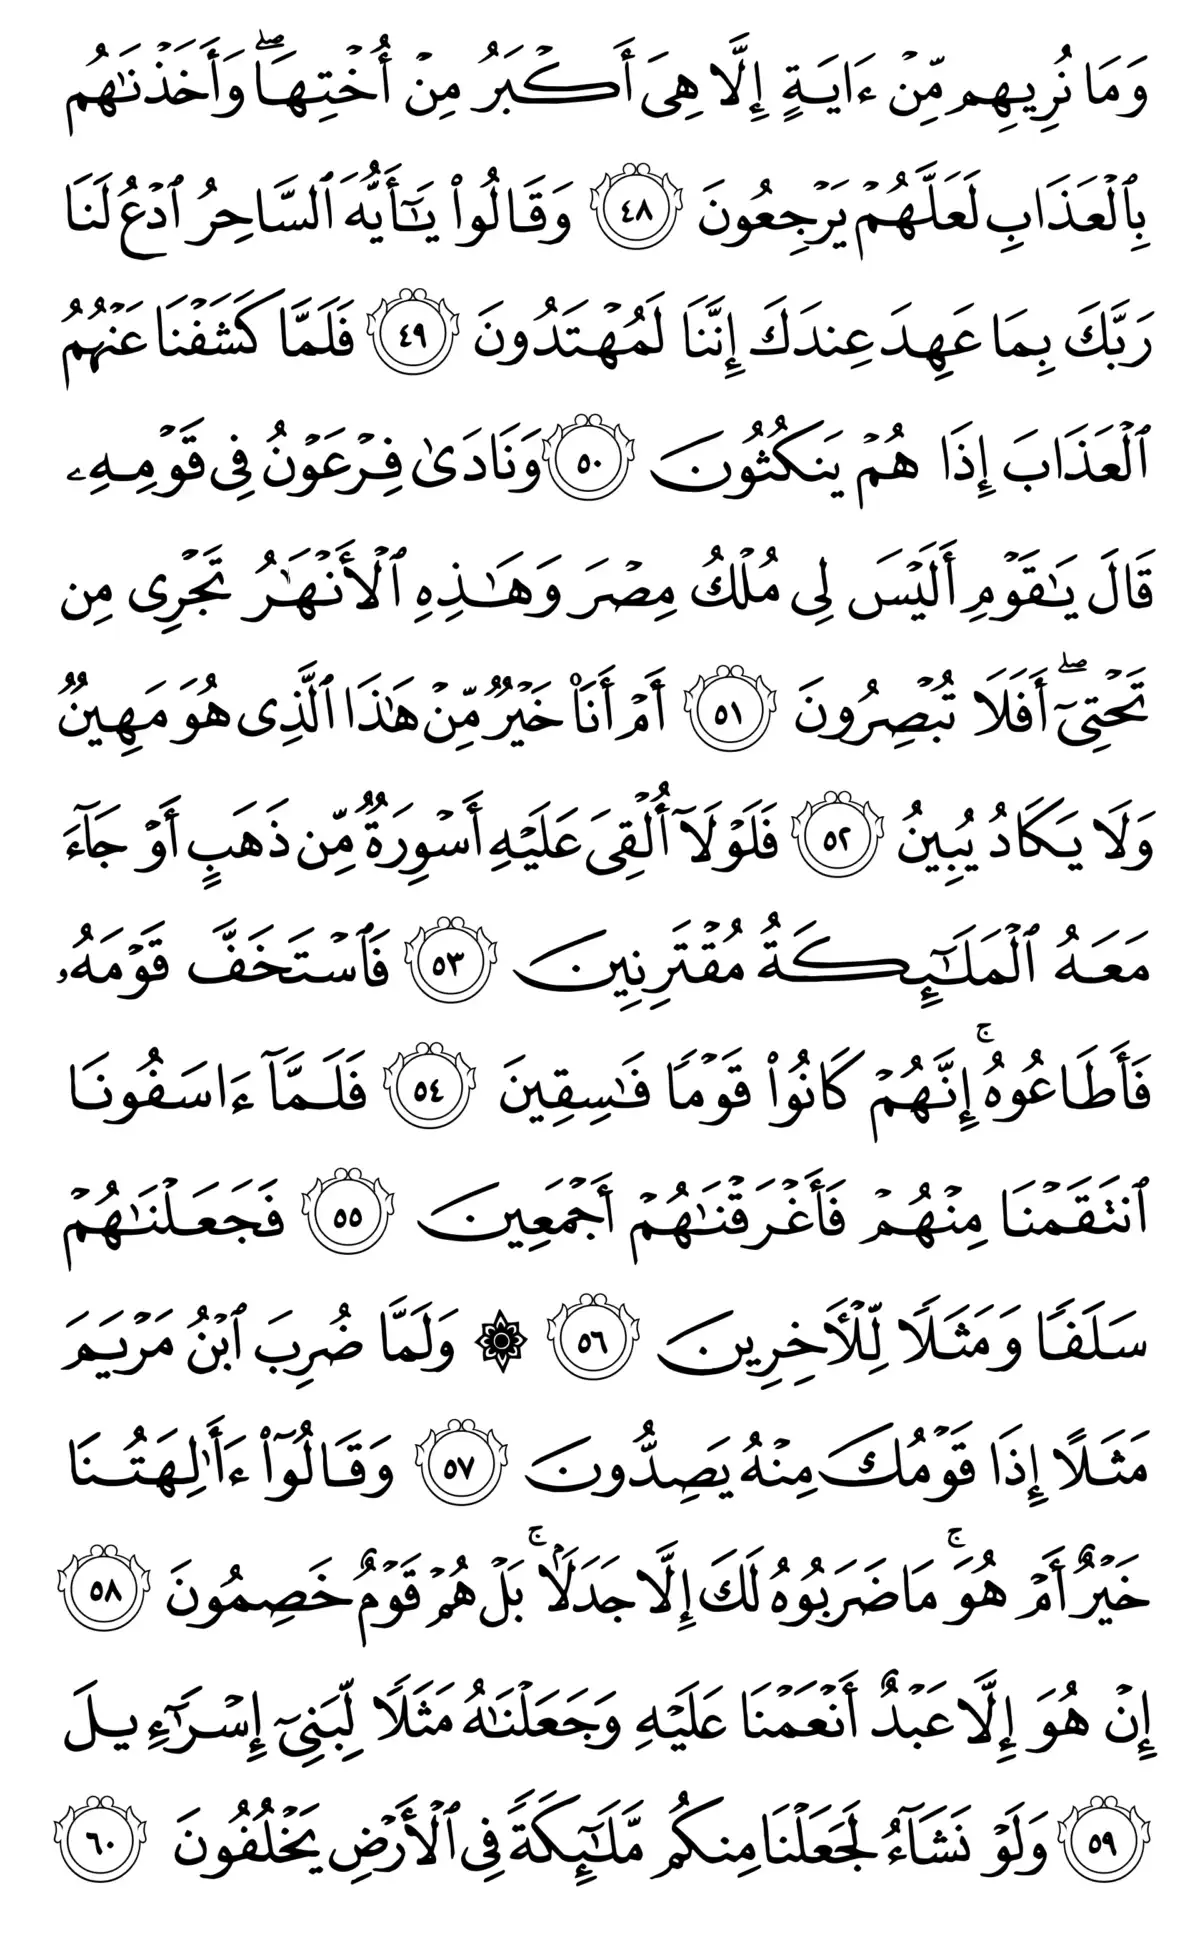 وَمَا نُرِيهِم مِّنۡ ءَايَةٍ إِلَّا هِىَ أَكۡبَرُ مِنۡ أُخۡتِهَاۖ وَأَخَذۡنَٰهُم
بِٱلۡعَذَابِ لَعَلَّهُمۡ يَرۡجِعُونَ ٤٨ وَقَالُواْ يَٰٓأَيُّهَ ٱلسَّاحِرُ ٱدۡعُ لَنَا
رَبَّكَ بِمَا عَهِدَ عِندَكَ إِنَّنَا لَمُهۡتَدُونَ ٤٩ فَلَمَّا كَشَفۡنَا عَنۡهُمُ
ٱلۡعَذَابَ إِذَا هُمۡ يَنكُثُونَ ٥٠ وَنَادَىٰ فِرۡعَوۡنُ فِى قَوۡمِهِۦ
قَالَ يَٰقَوۡمِ أَلَيۡسَ لِى مُلۡكُ مِصۡرَ وَهَٰذِهِ ٱلۡأَنۡهَٰرُ تَجۡرِى مِن
تَحۡتِىٓۖ أَفَلَا تُبۡصِرُونَ ٥١ أَمۡ أَنَا۠ خَيۡرٌ مِّنۡ هَٰذَا ٱلَّذِى هُوَ مَهِينٌ
وَلَا يَكَادُ يُبِينُ ٥٢ فَلَوۡلَآ أُلۡقِىَ عَلَيۡهِ أَسۡوِرَةٌ مِّن ذَهَبٍ أَوۡ جَآءَ
مَعَهُ ٱلۡمَلَٰٓئِكَةُ مُقۡتَرِنِينَ ٥٣ فَٱسۡتَخَفَّ قَوۡمَهُۥ
فَأَطَاعُوهُۚ إِنَّهُمۡ كَانُواْ قَوۡمًا فَٰسِقِينَ ٥٤ فَلَمَّآ ءَاسَفُونَا
ٱنتَقَمۡنَا مِنۡهُمۡ فَأَغۡرَقۡنَٰهُمۡ أَجۡمَعِينَ ٥٥ فَجَعَلۡنَٰهُمۡ
سَلَفًا وَمَثَلًا لِّلۡأَخِرِينَ ٥٦ ۞ وَلَمَّا ضُرِبَ ٱبۡنُ مَرۡيَمَ
مَثَلًا إِذَا قَوۡمُكَ مِنۡهُ يَصِدُّونَ ٥٧ وَقَالُوٓاْ ءَأَٰلِهَتُنَا
خَيۡرٌ أَمۡ هُوَۚ مَا ضَرَبُوهُ لَكَ إِلَّا جَدَلَۢاۚ بَلۡ هُمۡ قَوۡمٌ خَصِمُونَ ٥٨
إِنۡ هُوَ إِلَّا عَبۡدٌ أَنۡعَمۡنَا عَلَيۡهِ وَجَعَلۡنَٰهُ مَثَلًا لِّبَنِىٓ إِسۡرَٰٓءِيلَ
٥٩ وَلَوۡ نَشَآءُ لَجَعَلۡنَا مِنكُم مَّلَٰٓئِكَةً فِى ٱلۡأَرۡضِ يَخۡلُفُونَ ٦٠